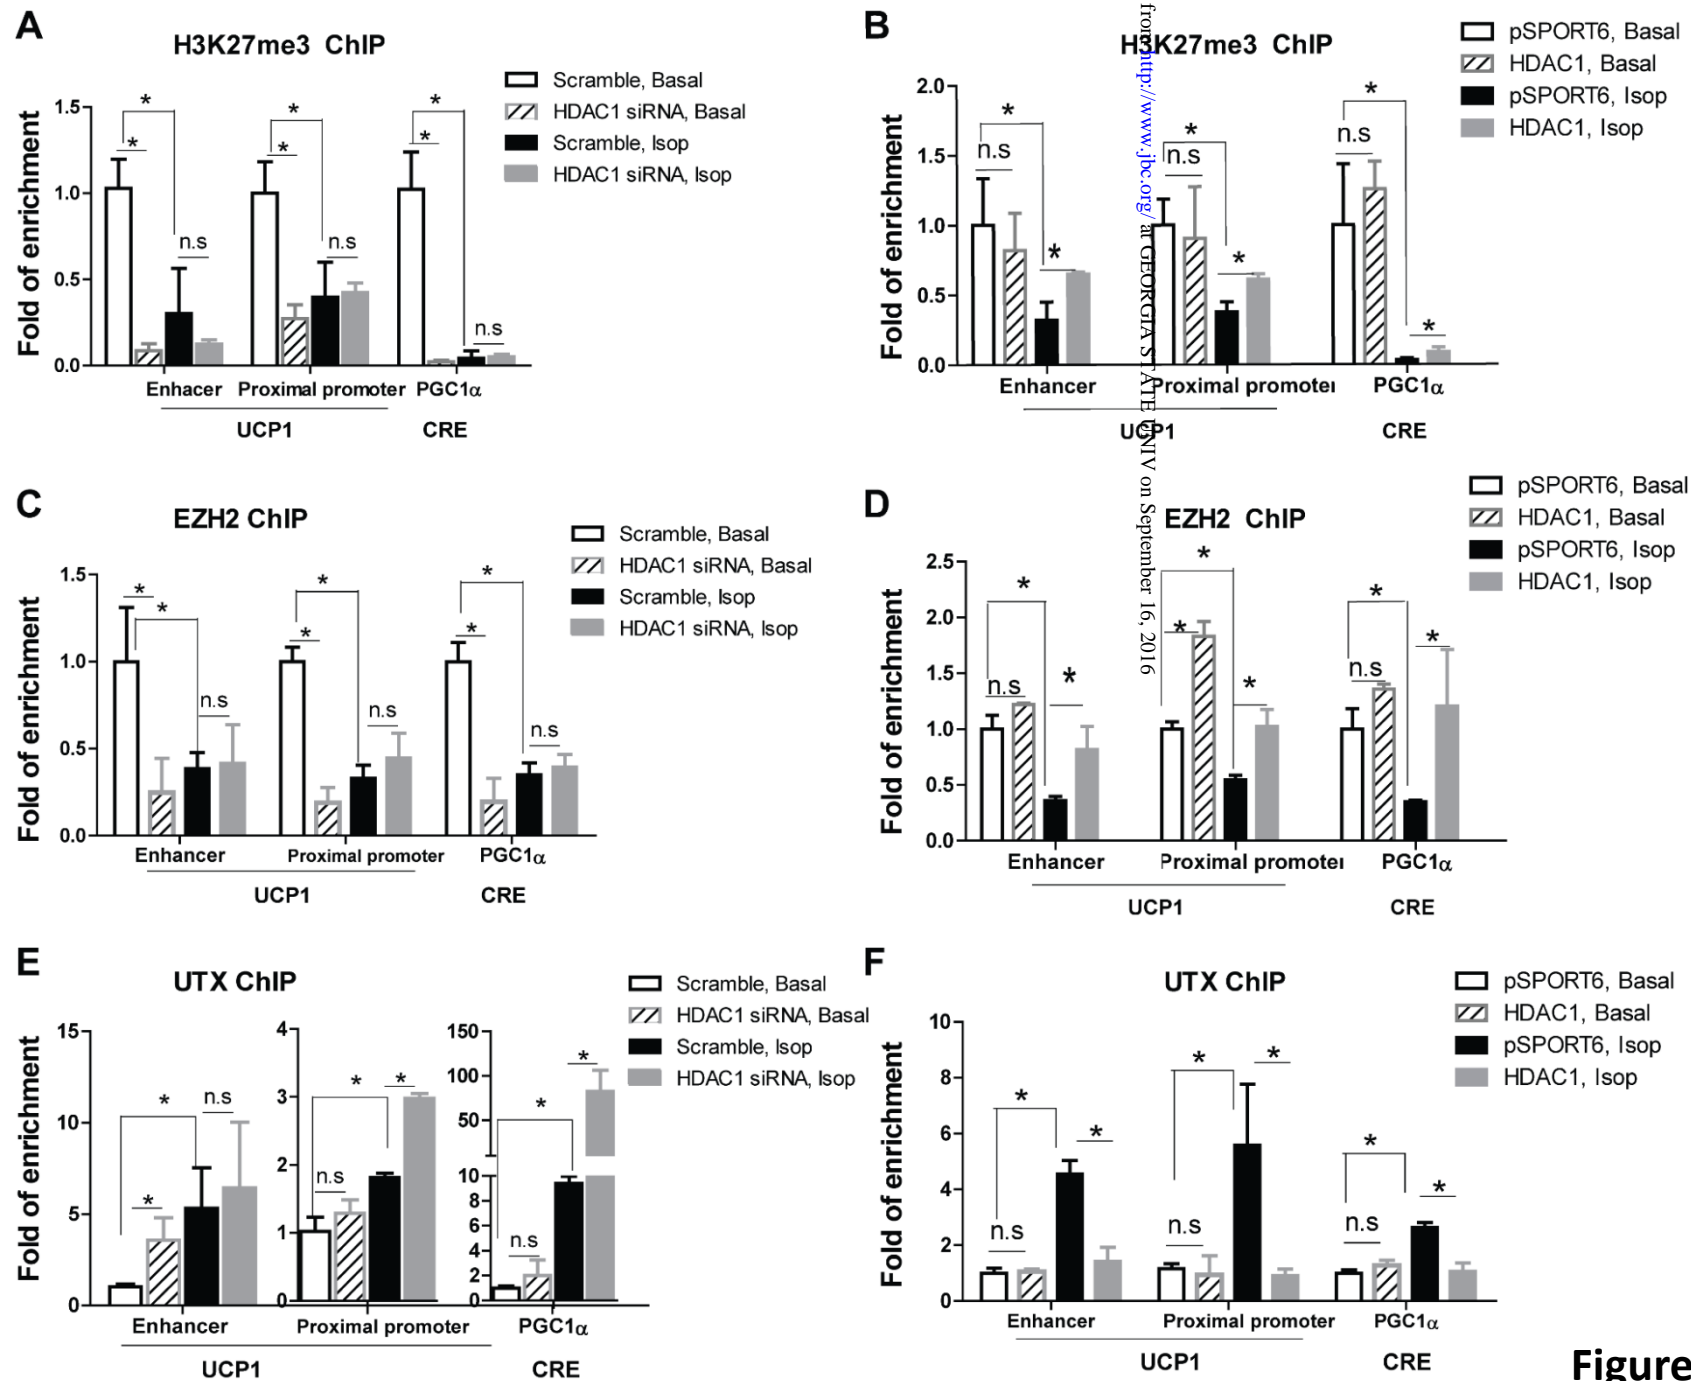 A
H3K27me3 ChIP
Scramble, Basal
HDAC1 siRNA, Basal
Scramble, Isop
HDAC1 siRNA, Isop
Fold of enrichment
1.5
1.0
0.5
0.0
* * * * * *
n.s n.s n.s
Enhacer Proximal promoter PGC1α
UCP1 CRE
B
H3K27me3 ChIP
pSPORT6, Basal
HDAC1, Basal
pSPORT6, Isop
HDAC1, Isop
Fold of enrichment
2.0
1.5
1.0
0.5
0.0
* * *
n.s n.s n.s
* * *
Enhancer Proximal promoter PGC1α
UCP1 CRE
from http://www.jbc.org/ at GEORGIA STATE UNIV on September 16, 2016
C
EZH2 ChIP
Scramble, Basal
HDAC1 siRNA, Basal
Scramble, Isop
HDAC1 siRNA, Isop
Fold of enrichment
1.5
1.0
0.5
0.0
* * * * * *
n.s n.s n.s
Enhancer Proximal promoter PGC1α
UCP1 CRE
D
EZH2 ChIP
pSPORT6, Basal
HDAC1, Basal
pSPORT6, Isop
HDAC1, Isop
Fold of enrichment
2.5
2.0
1.5
1.0
0.5
0.0
* * *
n.s * n.s
* * *
Enhancer Proximal promoter PGC1α
UCP1 CRE
E
UTX ChIP
Scramble, Basal
HDAC1 siRNA, Basal
Scramble, Isop
HDAC1 siRNA, Isop
Fold of enrichment
15
10
5
0
* n.s
*
4
3
2
1
0
* *
n.s
150
100
50
10
8
6
4
2
0
*
*
n.s
Enhancer Proximal promoter PGC1α
UCP1 CRE
F
UTX ChIP
pSPORT6, Basal
HDAC1, Basal
pSPORT6, Isop
HDAC1, Isop
Fold of enrichment
10
8
6
4
2
0
* * *
* * *
n.s n.s n.s
Enhancer Proximal promoter PGC1α
UCP1 CRE
Figure